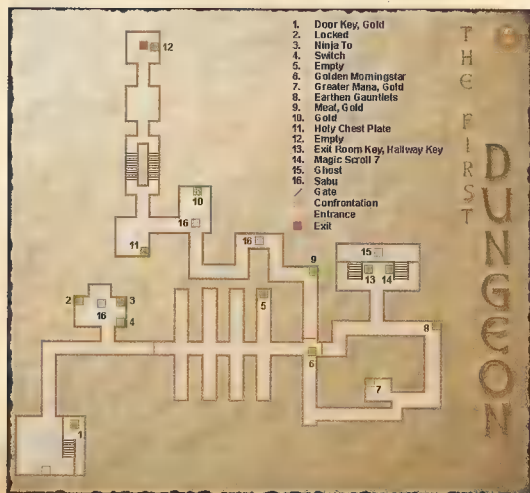 1. Door Key, Gold
2. Locked
3. Ninja To
4. Switch
5. Empty
6. Golden Morningstar
7. Greater Mana, Gold
8. Earthen Gauntlets
9. Meat, Gold
10. Gold
11. Holy Chest Plate
12. Empty
13. Exit Room Key, Hallway Key
14. Magic Scroll 7
15. Ghost
16. Sabu
Gate
Confrontation
Entrance
Exit
THE FIRST
DUNGEON
12
10
16
11
16
9
15
13
14
2
16
3
4
5
6
8
7
1